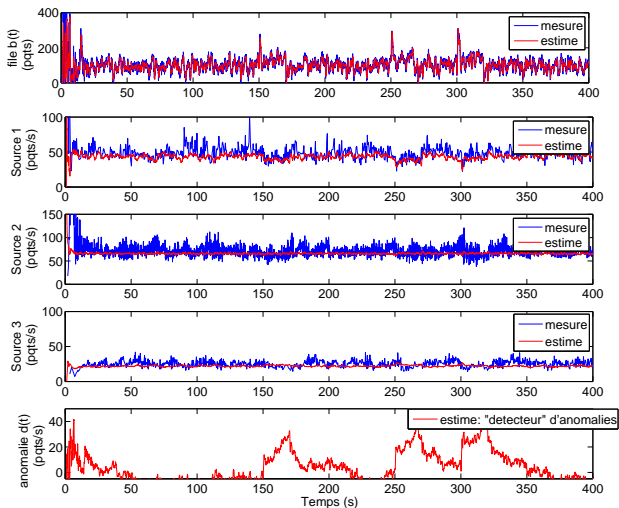 400
200
0
file b(t)
(pqts)
mesure
estime
0 50 100 150 200 250 300 350 400
100
50
0
Source 1
(pqts/s)
mesure
estime
0 50 100 150 200 250 300 350 400
150
100
50
0
Source 2
(pqts/s)
mesure
estime
0 50 100 150 200 250 300 350 400
100
50
0
Source 3
(pqts/s)
mesure
estime
0 50 100 150 200 250 300 350 400
40
20
0
anomalie d(t)
(pqts/s)
estime: "detecteur" d'anomalies
0 50 100 150 200 250 300 350 400
Temps (s)